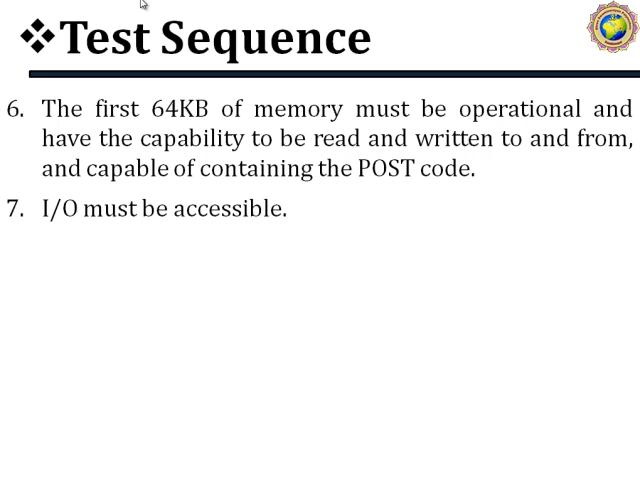 Test Sequence
6. The first 64KB of memory must be operational and
have the capability to be read and written to and from,
and capable of containing the POST code.
7. I/O must be accessible.